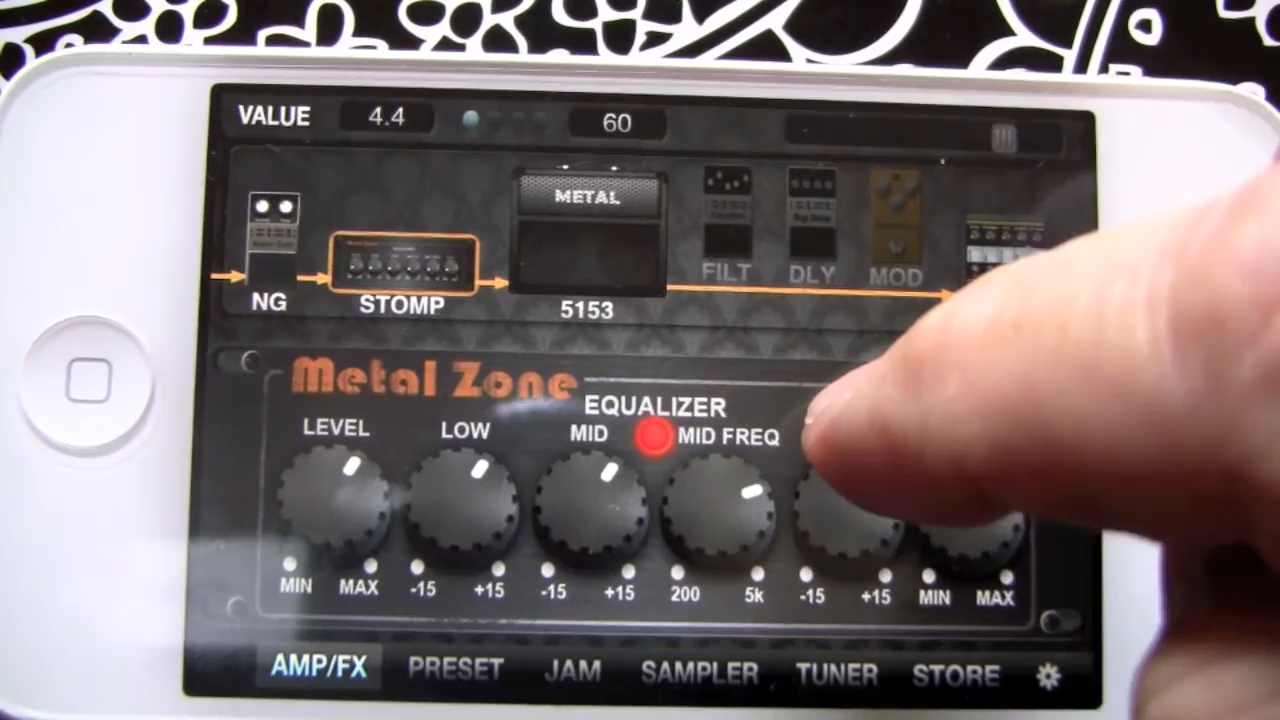 VALUE 4.4 60
METAL
NG STOMP 5153 FILT DLY MOD
Metal Zone
EQUALIZER
LEVEL LOW MID MID FREQ
MIN MAX -15 +15 -15 +15 200 5k -15 +15 MIN MAX
AMP/FX PRESET JAM SAMPLER TUNER STORE